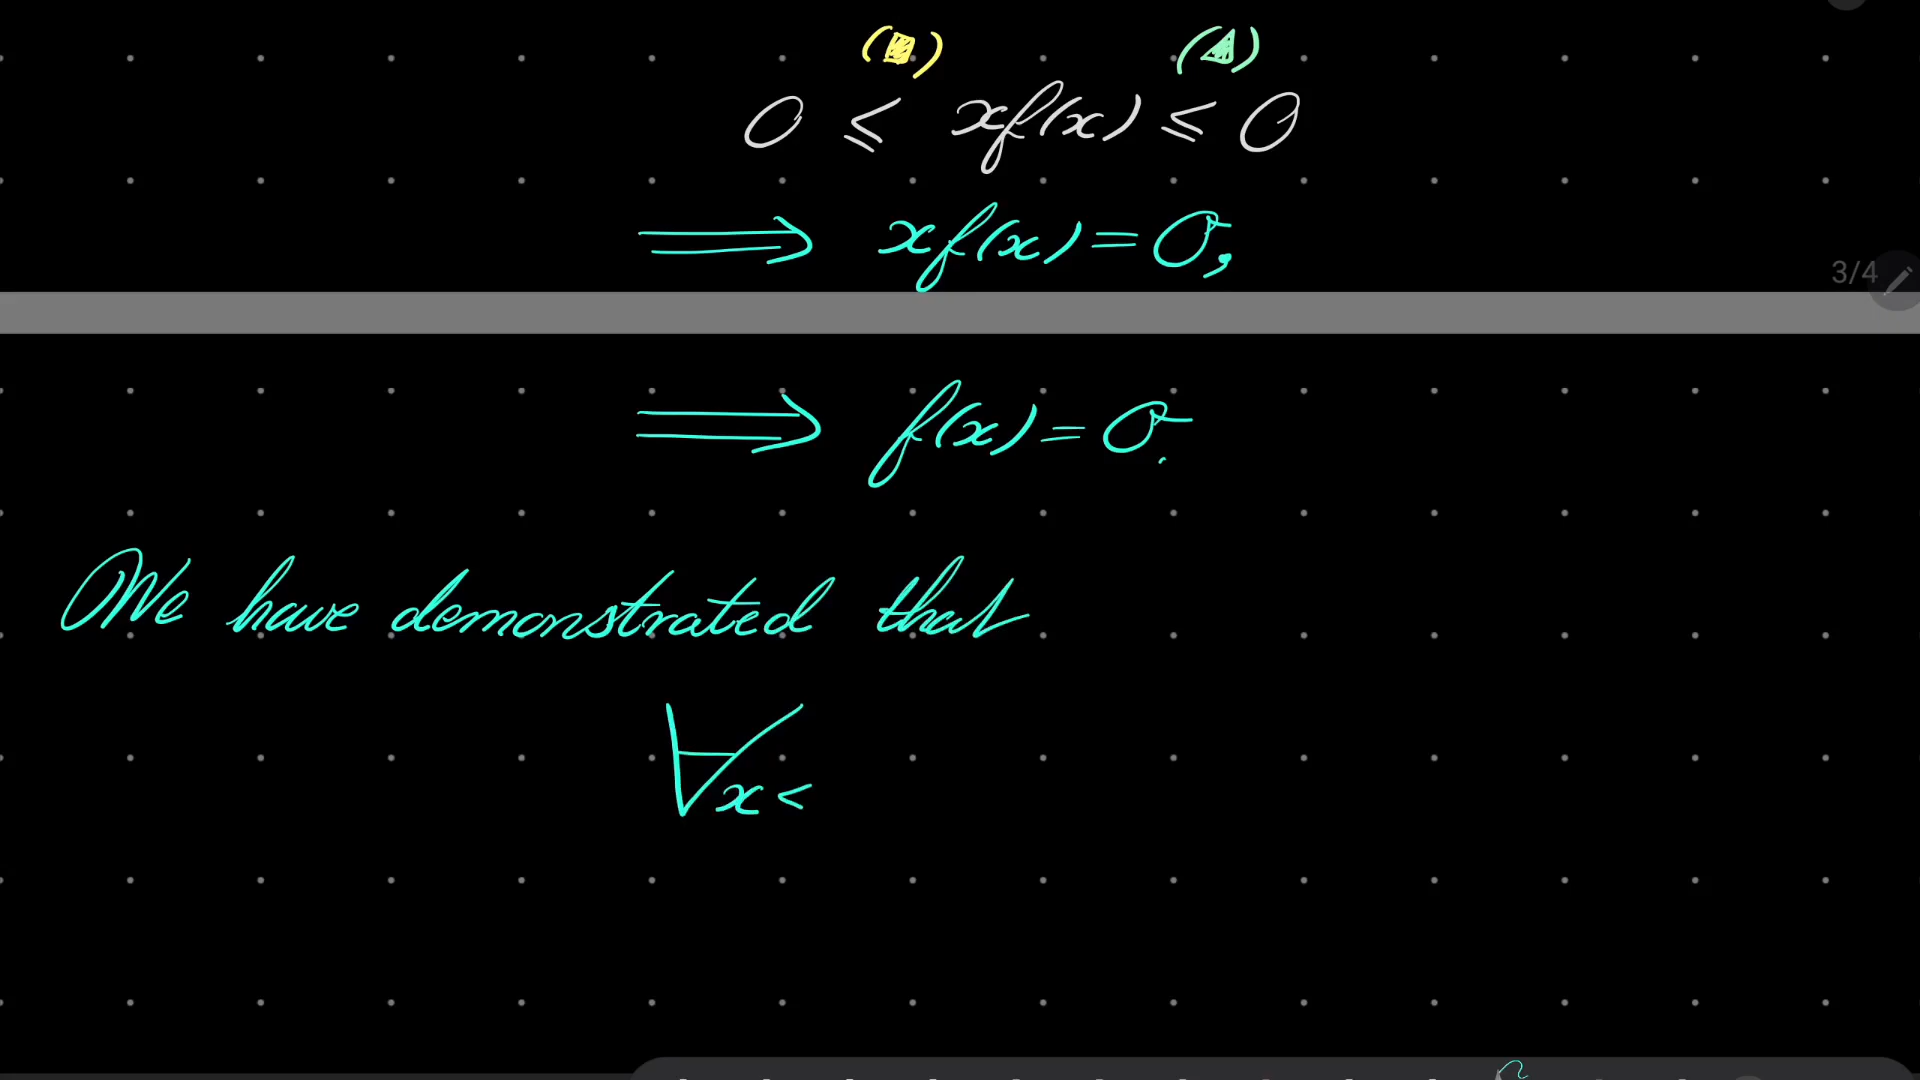 (■) (▲)
0 ≤ xf(x) ≤ 0
⟹ xf(x) = 0,
3/4
⟹ f(x) = 0.
We have demonstrated that
∀x <